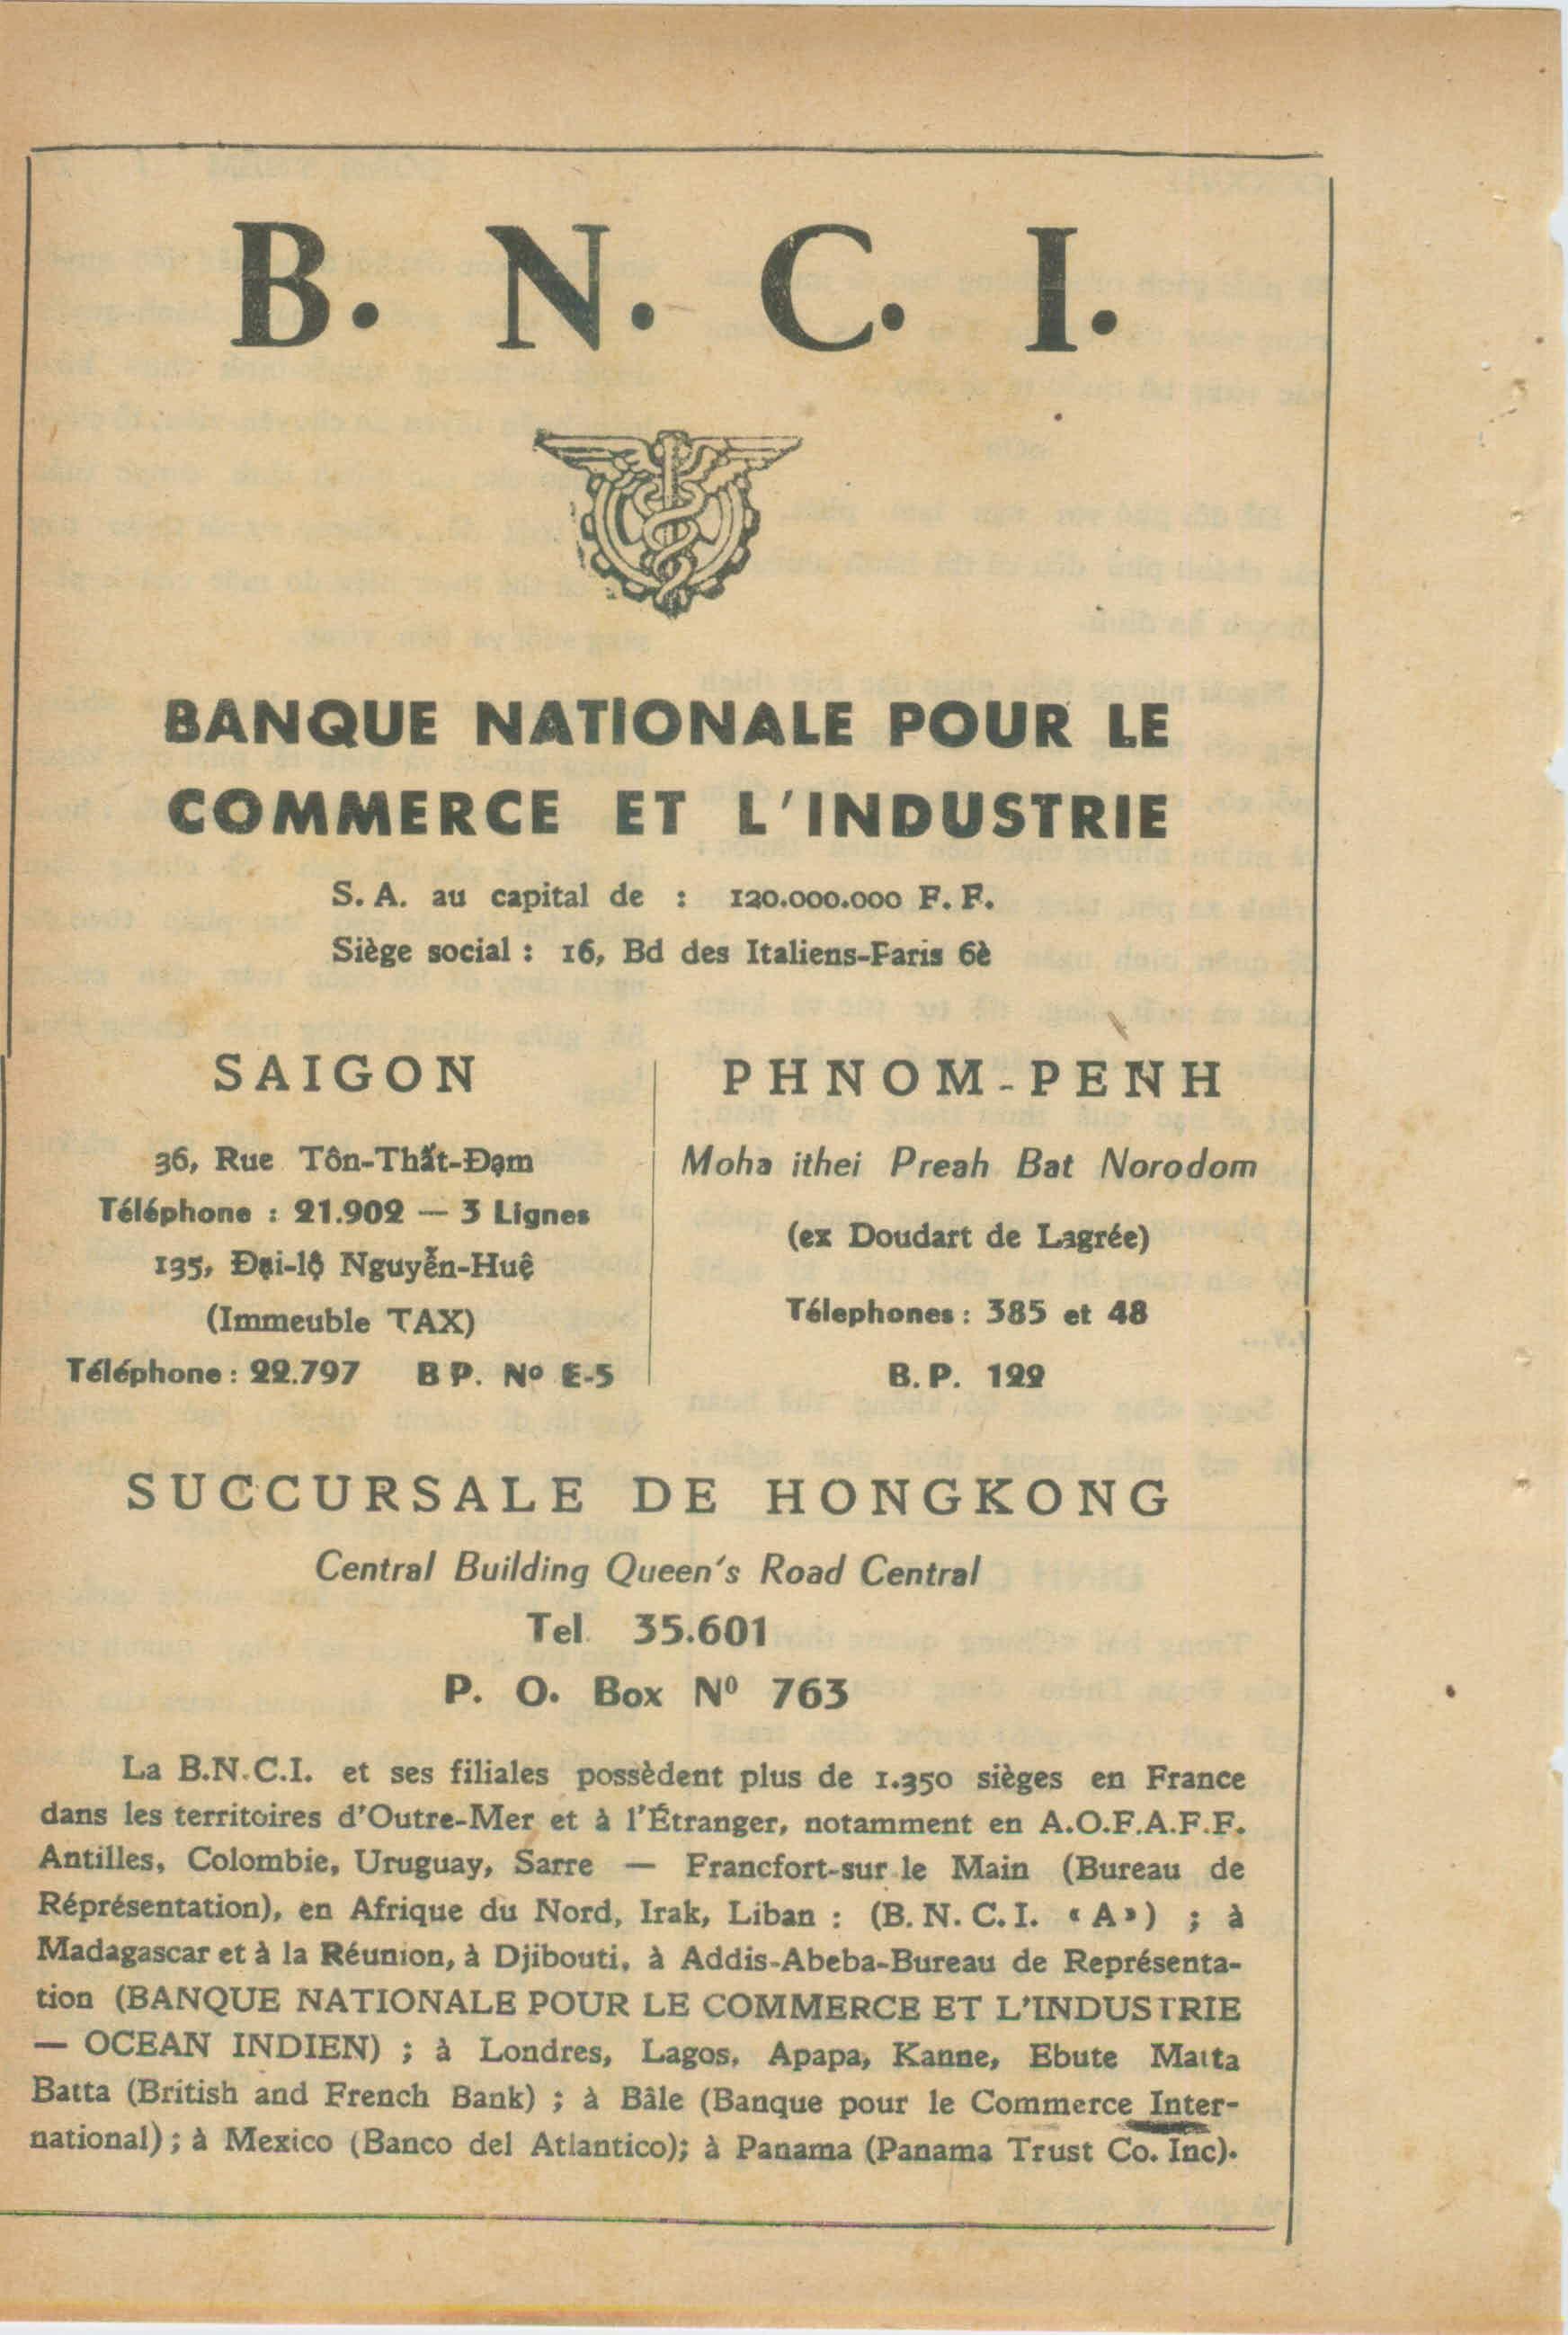 B. N. C. I.
BANQUE NATIONALE POUR LE
COMMERCE ET L'INDUSTRIE
S. A. au capital de : 120.000.000 F. F.
Siège social : 16, Bd des Italiens-Faris 6è
SAIGON
36, Rue Tôn-Thất-Đạm
Téléphone : 21.902 — 3 Lignes
135, Đại-lộ Nguyễn-Huệ
(Immeuble TAX)
Téléphone : 22.797 B P. Nº E-5
PHNOM-PENH
Moha ithei Preah Bat Norodom
(ex Doudart de Lagrée)
Télephones : 385 et 48
B. P. 122
SUCCURSALE DE HONGKONG
Central Building Queen's Road Central
Tel. 35.601
P. O. Box Nº 763
La B.N.C.I. et ses filiales possèdent plus de 1.350 sièges en France
dans les territoires d'Outre-Mer et à l'Étranger, notamment en A.O.F.A.F.F.
Antilles, Colombie, Uruguay, Sarre — Francfort-sur-le Main (Bureau de
Réprésentation), en Afrique du Nord, Irak, Liban : (B. N. C. I. « A ») ; à
Madagascar et à la Réunion, à Djibouti, à Addis-Abeba-Bureau de Représenta-
tion (BANQUE NATIONALE POUR LE COMMERCE ET L'INDUSTRIE
— OCEAN INDIEN) ; à Londres, Lagos, Apapa, Kanne, Ebute Matta
Batta (British and French Bank) ; à Bâle (Banque pour le Commerce Inter-
national) ; à Mexico (Banco del Atlantico); à Panama (Panama Trust Co. Inc).